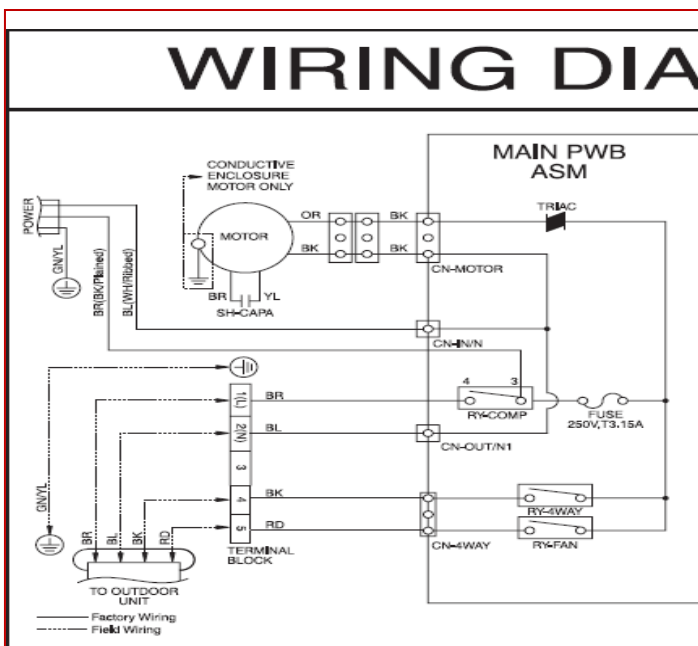 WIRING DIA
MAIN PWB
ASM
CONDUCTIVE
ENCLOSURE
MOTOR ONLY
TRIAC
POWER
OR
BK
MOTOR
BK
BK
CN-MOTOR
GN/YL
BR(BK/Plained)
BL(WH/Ribbed)
BR
YL
SH-CAPA
CN-IN/N
4
3
1(L)
BR
RY-COMP
FUSE
250V,T3.15A
2(N)
BL
CN-OUT/N1
3
GN/YL
4
BK
RY-4WAY
5
RD
CN-4WAY
RY-FAN
BR
BL
BK
RD
TERMINAL
BLOCK
TO OUTDOOR
UNIT
Factory Wiring
Field Wiring